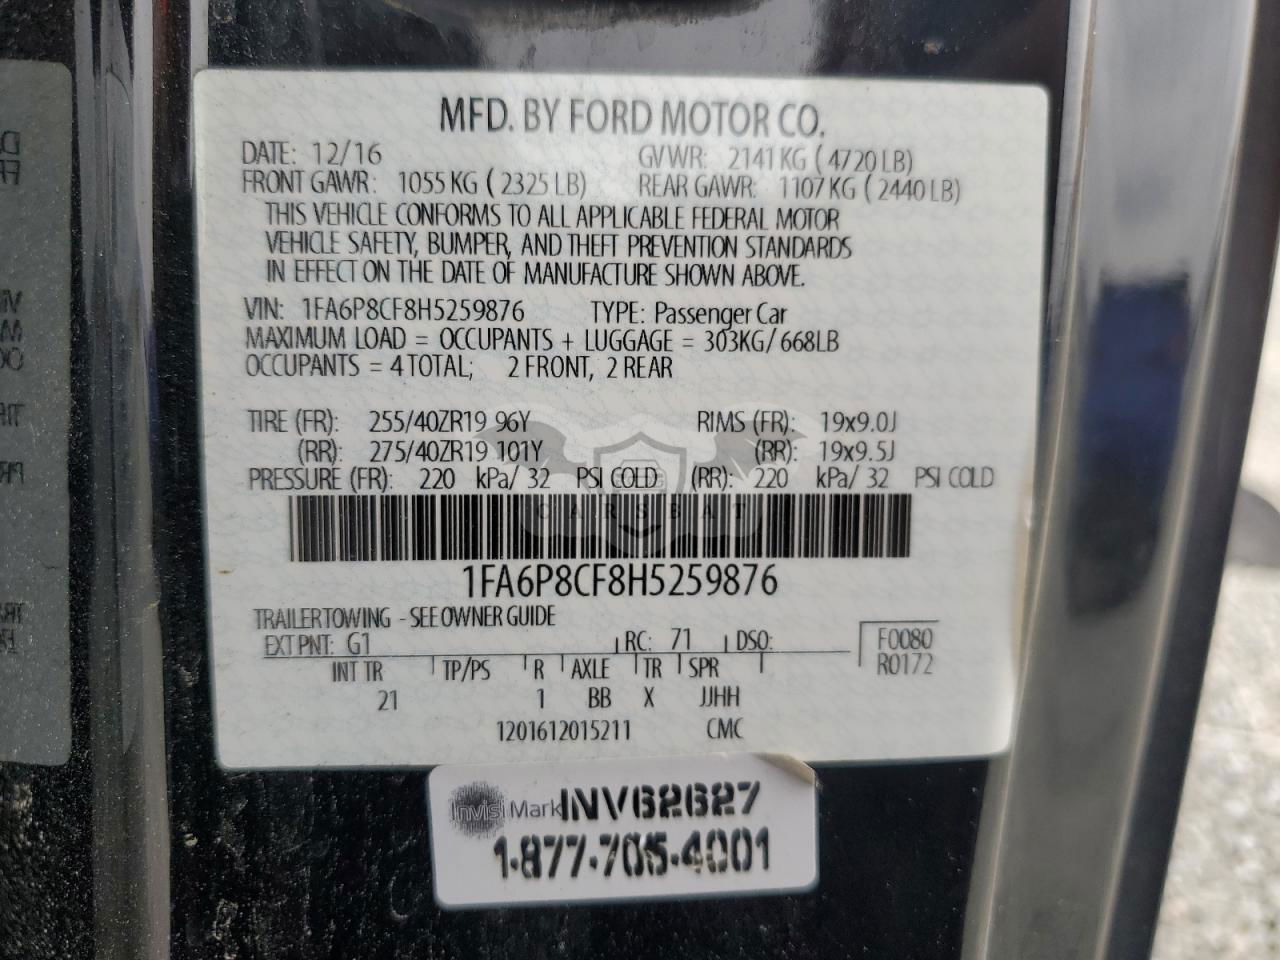 MFD. BY FORD MOTOR CO.
DATE: 12/16 GVWR: 2141 KG ( 4720 LB)
FRONT GAWR: 1055 KG ( 2325 LB) REAR GAWR: 1107 KG ( 2440 LB)
THIS VEHICLE CONFORMS TO ALL APPLICABLE FEDERAL MOTOR
VEHICLE SAFETY, BUMPER, AND THEFT PREVENTION STANDARDS
IN EFFECT ON THE DATE OF MANUFACTURE SHOWN ABOVE.
VIN: 1FA6P8CF8H5259876 TYPE: Passenger Car
MAXIMUM LOAD = OCCUPANTS + LUGGAGE = 303KG/ 668LB
OCCUPANTS = 4 TOTAL; 2 FRONT, 2 REAR
TIRE (FR): 255/40ZR19 96Y RIMS (FR): 19x9.0J
(RR): 275/40ZR19 101Y (RR): 19x9.5J
PRESSURE (FR): 220 kPa/ 32 PSI COLD (RR): 220 kPa/ 32 PSI COLD
CARSBAT
1FA6P8CF8H5259876
TRAILER TOWING - SEE OWNER GUIDE
EXT PNT: G1 RC: 71 DSO: F0080
INT TR TP/PS R AXLE TR SPR R0172
21 1 BB X JJHH
1201612015211 CMC
InvisiMark INV62627
1-877-705-4001